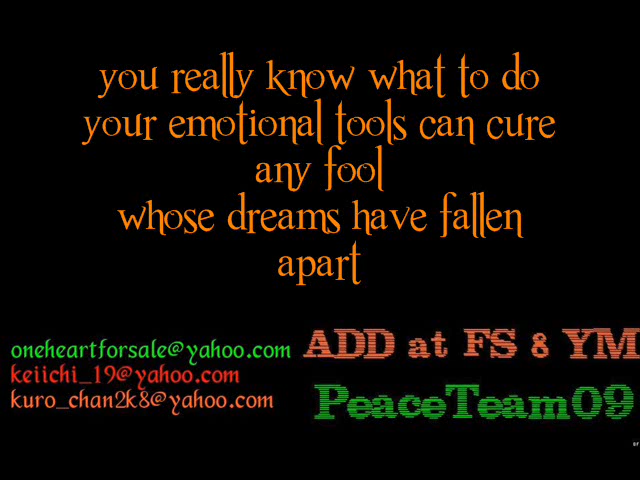 you really know what to do
your emotional tools can cure
any fool
whose dreams have fallen
apart
oneheartforsale@yahoo.com
keiichi_19@yahoo.com
kuro_chan2k8@yahoo.com
ADD at FS & YM
PeaceTeam09